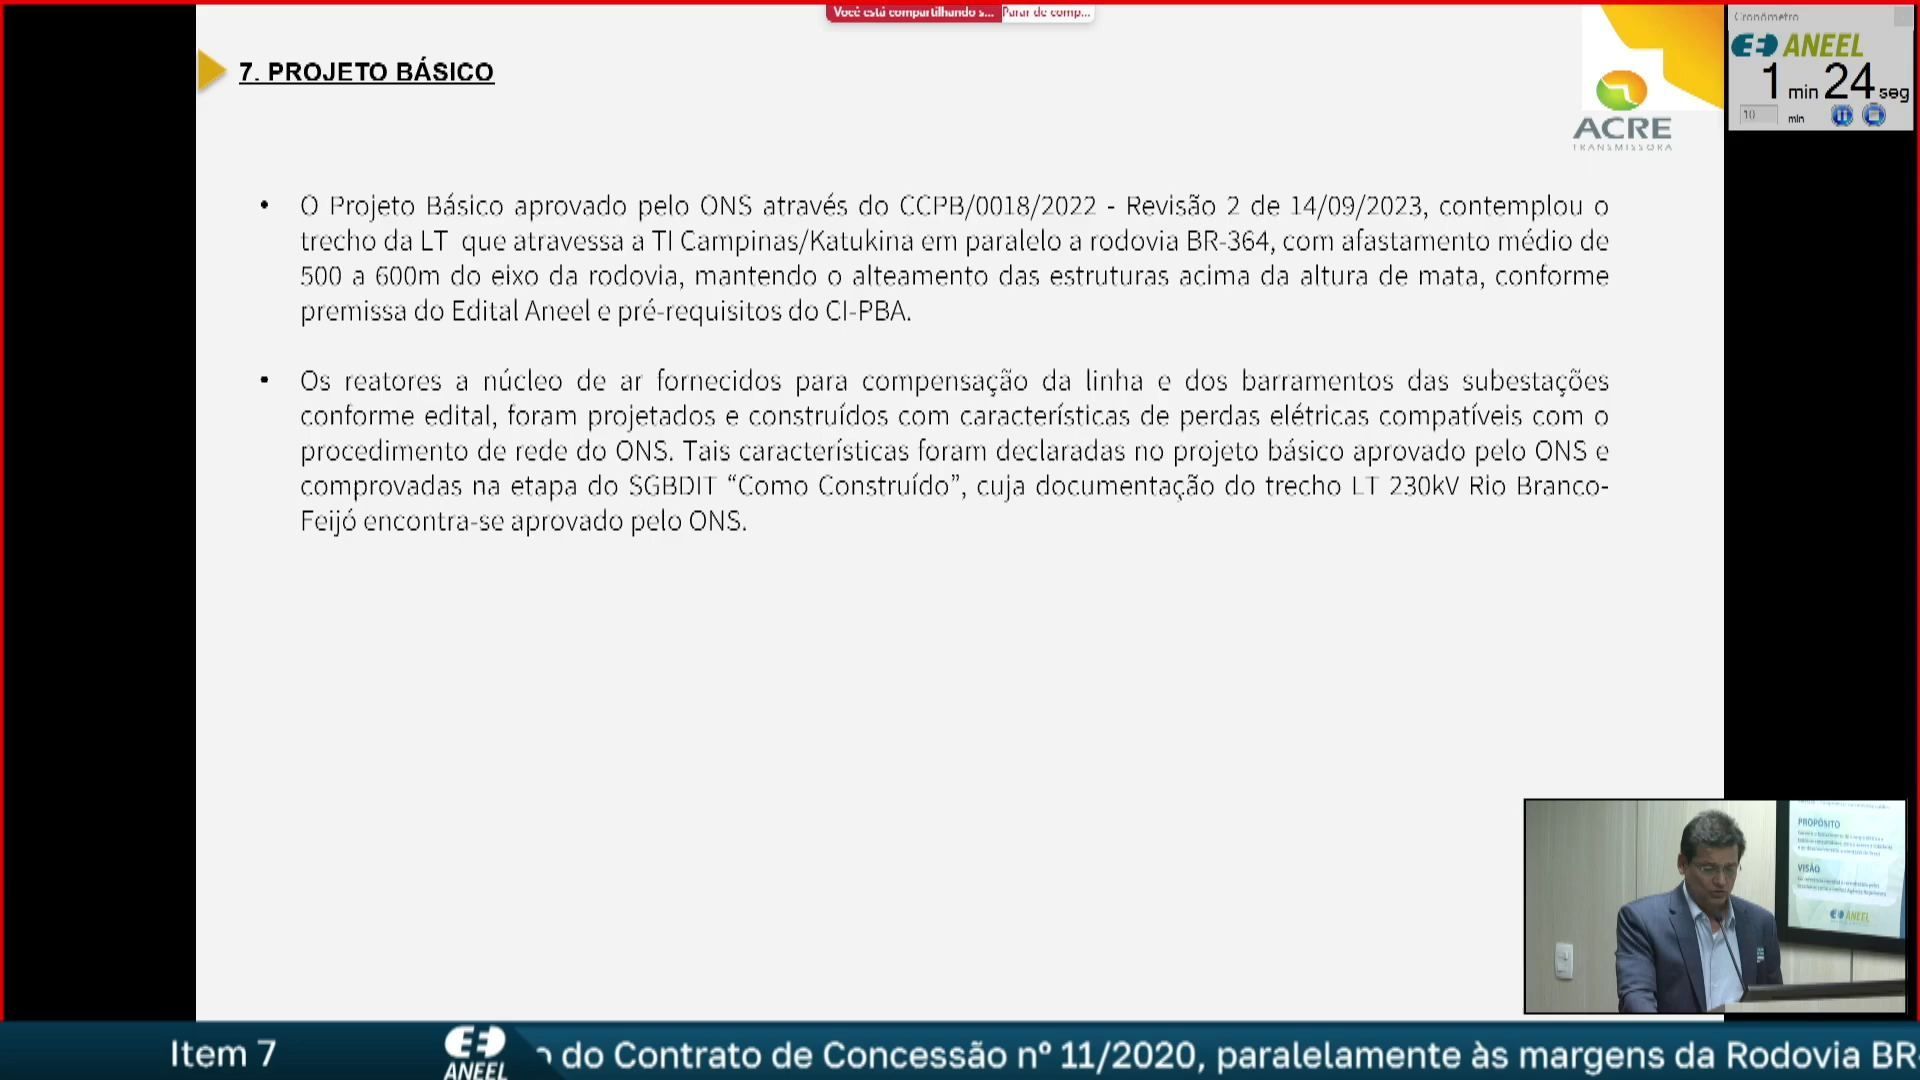 Você está compartilhando s... Parar de comp...
Cronômetro
ANEEL
1 min 24 seg
10 min
7. PROJETO BÁSICO
ACRE
TRANSMISSORA
• O Projeto Básico aprovado pelo ONS através do CCPB/0018/2022 - Revisão 2 de 14/09/2023, contemplou o
trecho da LT que atravessa a TI Campinas/Katukina em paralelo a rodovia BR-364, com afastamento médio de
500 a 600m do eixo da rodovia, mantendo o alteamento das estruturas acima da altura de mata, conforme
premissa do Edital Aneel e pré-requisitos do CI-PBA.
• Os reatores a núcleo de ar fornecidos para compensação da linha e dos barramentos das subestações
conforme edital, foram projetados e construídos com características de perdas elétricas compatíveis com o
procedimento de rede do ONS. Tais características foram declaradas no projeto básico aprovado pelo ONS e
comprovadas na etapa do SGBDIT “Como Construído”, cuja documentação do trecho LT 230kV Rio Branco-
Feijó encontra-se aprovado pelo ONS.
PROPÓSITO
VISÃO
ANEEL
Item 7
ANEEL
do Contrato de Concessão nº 11/2020, paralelamente às margens da Rodovia BR-